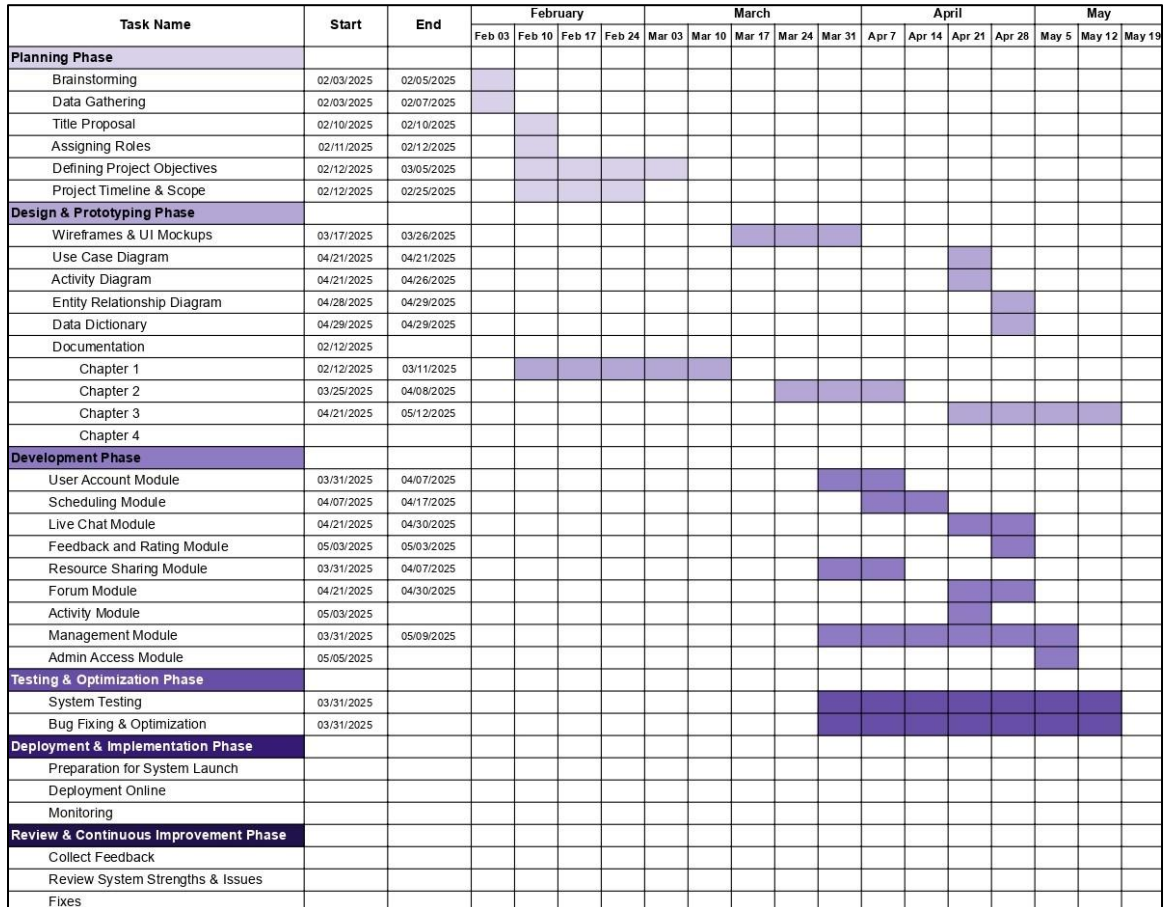 Task Name Start End February March April May
Feb 03 Feb 10 Feb 17 Feb 24 Mar 03 Mar 10 Mar 17 Mar 24 Mar 31 Apr 7 Apr 14 Apr 21 Apr 28 May 5 May 12 May 19
Planning Phase
Brainstorming 02/03/2025 02/05/2025
Data Gathering 02/03/2025 02/07/2025
Title Proposal 02/10/2025 02/10/2025
Assigning Roles 02/11/2025 02/12/2025
Defining Project Objectives 02/12/2025 03/05/2025
Project Timeline & Scope 02/12/2025 02/25/2025
Design & Prototyping Phase
Wireframes & UI Mockups 03/17/2025 03/26/2025
Use Case Diagram 04/21/2025 04/21/2025
Activity Diagram 04/21/2025 04/26/2025
Entity Relationship Diagram 04/28/2025 04/29/2025
Data Dictionary 04/29/2025 04/29/2025
Documentation 02/12/2025
Chapter 1 02/12/2025 03/11/2025
Chapter 2 03/25/2025 04/08/2025
Chapter 3 04/21/2025 05/12/2025
Chapter 4
Development Phase
User Account Module 03/31/2025 04/07/2025
Scheduling Module 04/07/2025 04/17/2025
Live Chat Module 04/21/2025 04/30/2025
Feedback and Rating Module 05/03/2025 05/03/2025
Resource Sharing Module 03/31/2025 04/07/2025
Forum Module 04/21/2025 04/30/2025
Activity Module 05/03/2025
Management Module 03/31/2025 05/09/2025
Admin Access Module 05/05/2025
Testing & Optimization Phase
System Testing 03/31/2025
Bug Fixing & Optimization 03/31/2025
Deployment & Implementation Phase
Preparation for System Launch
Deployment Online
Monitoring
Review & Continuous Improvement Phase
Collect Feedback
Review System Strengths & Issues
Fixes